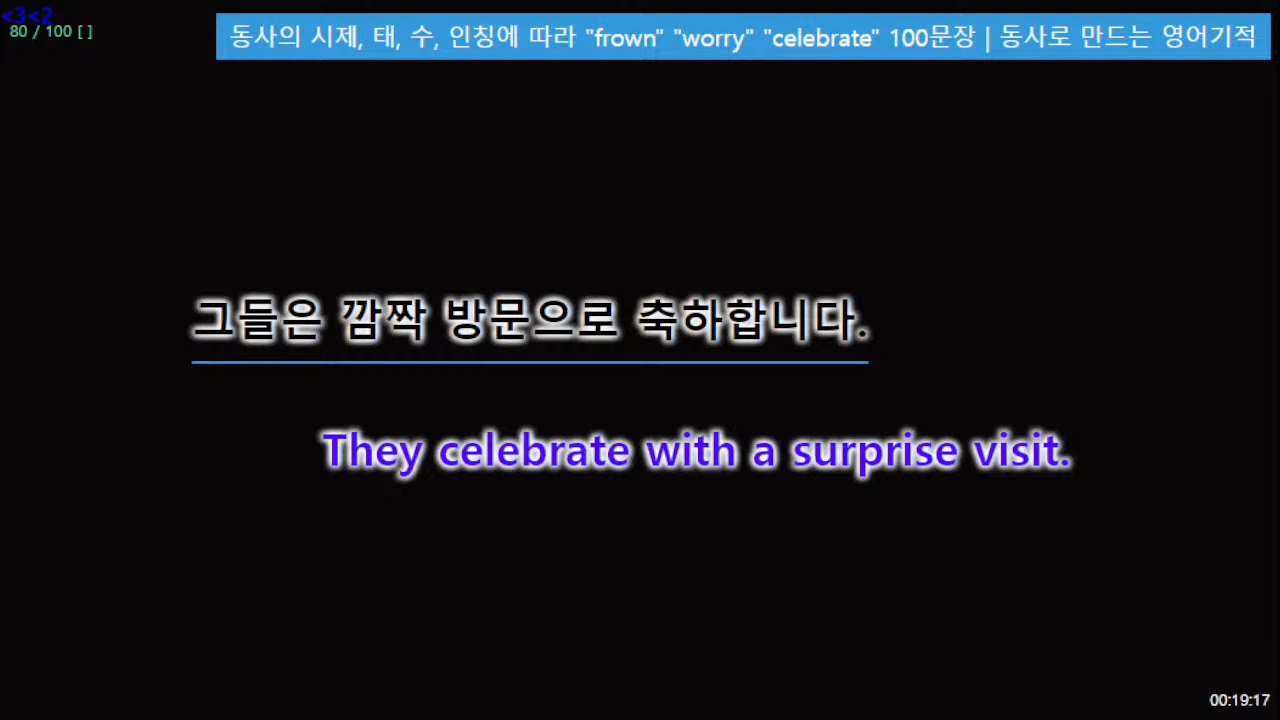 <3<2
80 / 100 [ ]
동사의 시제, 태, 수, 인칭에 따라 "frown" "worry" "celebrate" 100문장 | 동사로 만드는 영어기적
그들은 깜짝 방문으로 축하합니다.
They celebrate with a surprise visit.
00:19:17